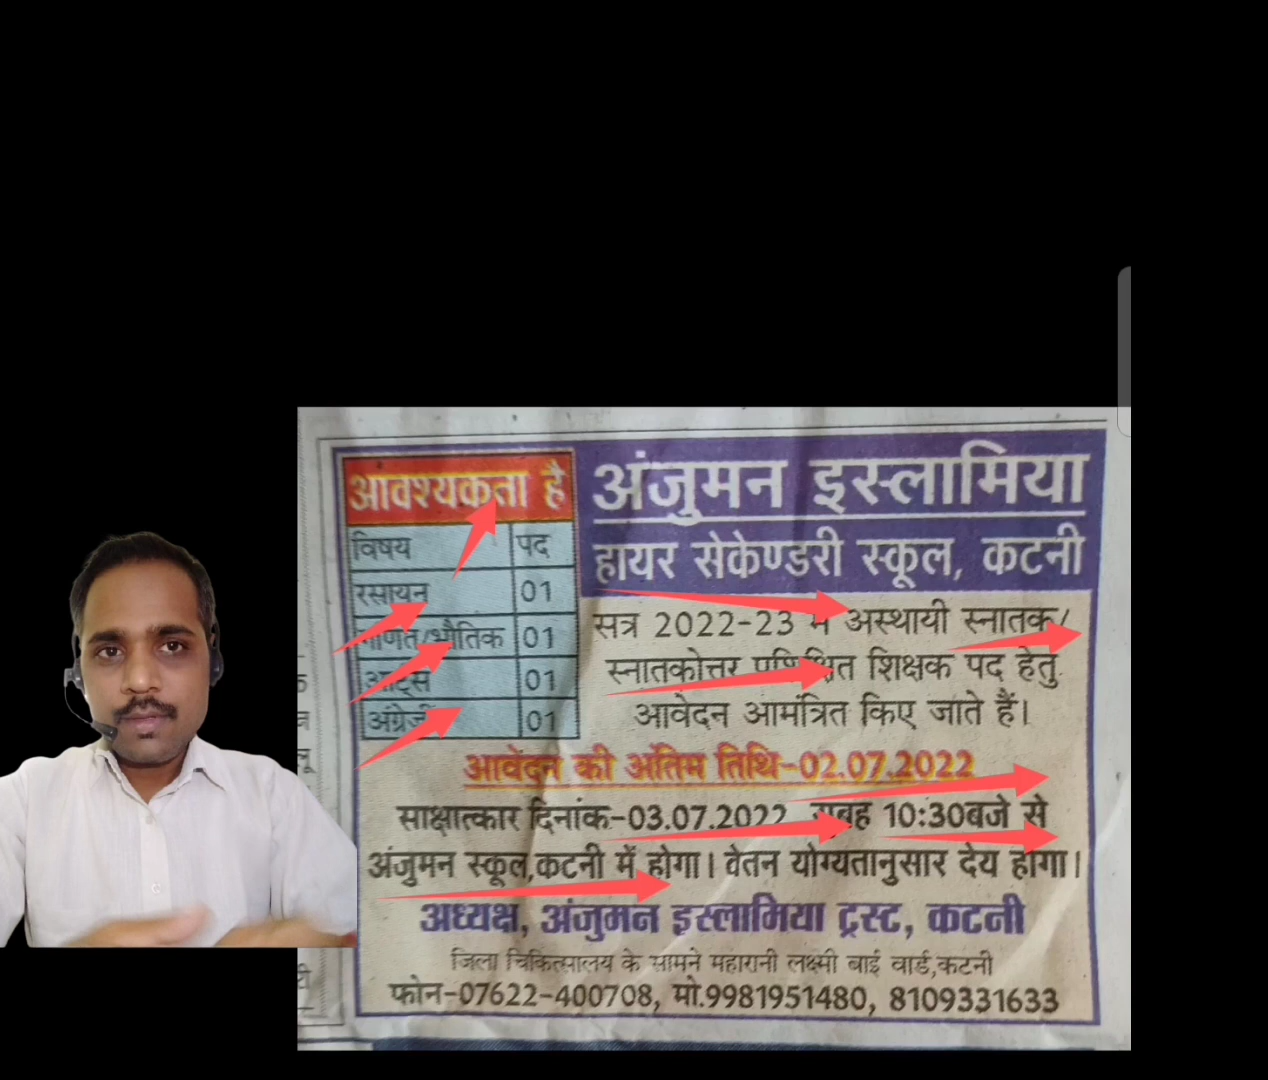 आवश्यकता है
विषय पद
रसायन 01
गणित/भौतिक 01
आर्ट्स 01
अंग्रेजी 01
अंजुमन इस्लामिया
हायर सेकेण्डरी स्कूल, कटनी
सत्र 2022-23 में अस्थायी स्नातक/
स्नातकोत्तर प्रशिक्षित शिक्षक पद हेतु
आवेदन आमंत्रित किए जाते हैं।
आवेदन की अंतिम तिथि-02.07.2022
साक्षात्कार दिनांक-03.07.2022 सुबह 10:30बजे से
अंजुमन स्कूल,कटनी में होगा। वेतन योग्यतानुसार देय होगा।
अध्यक्ष, अंजुमन इस्लामिया ट्रस्ट, कटनी
जिला चिकित्सालय के सामने महारानी लक्ष्मी बाई वार्ड,कटनी
फोन-07622-400708, मो.9981951480, 8109331633